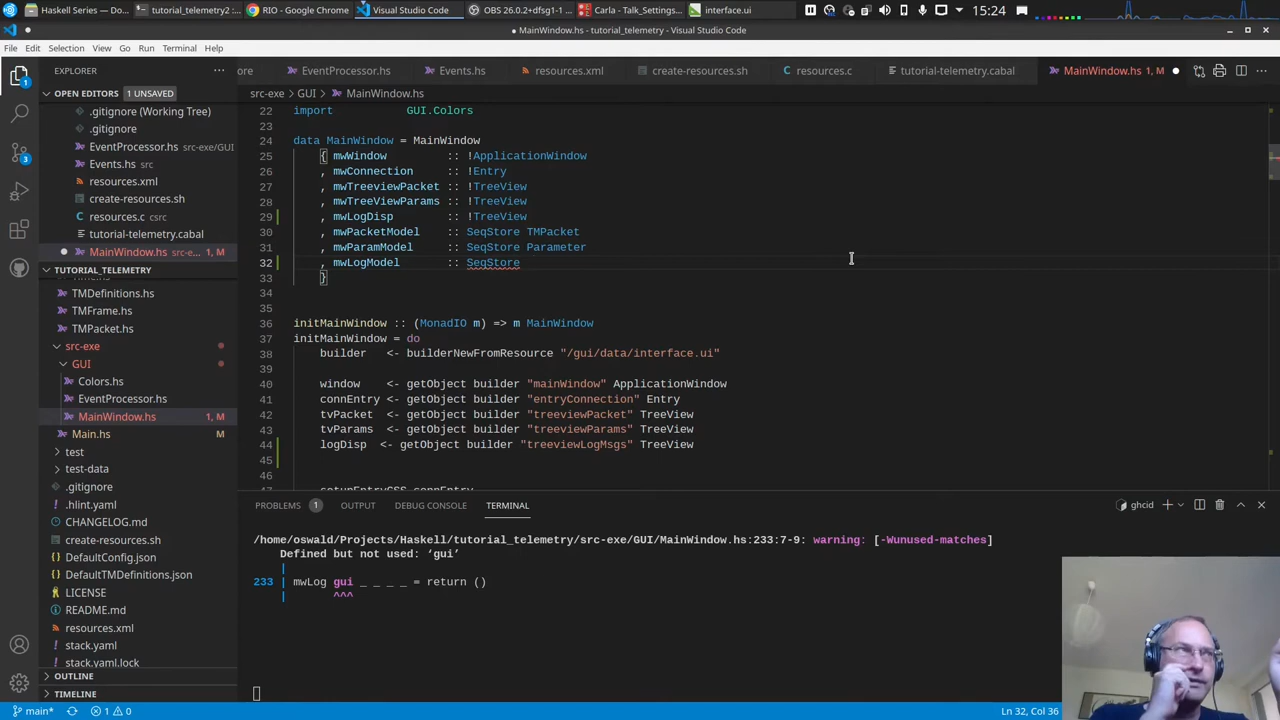 Haskell Series — Do...
tutorial_telemetry2 : ...
RIO - Google Chrome
Visual Studio Code
OBS 26.0.2+dfsg1-1 ...
Carla - Talk_Settings...
interface.ui
15:24
● MainWindow.hs - tutorial_telemetry - Visual Studio Code
File Edit Selection View Go Run Terminal Help
EXPLORER
ore EventProcessor.hs Events.hs resources.xml create-resources.sh resources.c tutorial-telemetry.cabal MainWindow.hs 1, M
OPEN EDITORS 1 UNSAVED
src-exe > GUI > MainWindow.hs
.gitignore (Working Tree)
.gitignore
EventProcessor.hs src-exe/GUI
Events.hs src
resources.xml
create-resources.sh
resources.c csrc
tutorial-telemetry.cabal
MainWindow.hs src-e... 1, M
TUTORIAL_TELEMETRY
TMDefinitions.hs
TMFrame.hs
TMPacket.hs
src-exe
GUI
Colors.hs
EventProcessor.hs
MainWindow.hs 1, M
Main.hs M
test
test-data
.gitignore
.hlint.yaml
CHANGELOG.md
create-resources.sh
DefaultConfig.json
DefaultTMDefinitions.json
LICENSE
README.md
resources.xml
stack.yaml
stack.yaml.lock
OUTLINE
TIMELINE
22 import GUI.Colors
23
24 data MainWindow = MainWindow
25 { mwWindow :: !ApplicationWindow
26 , mwConnection :: !Entry
27 , mwTreeviewPacket :: !TreeView
28 , mwTreeviewParams :: !TreeView
29 , mwLogDisp :: !TreeView
30 , mwPacketModel :: SeqStore TMPacket
31 , mwParamModel :: SeqStore Parameter
32 , mwLogModel :: SeqStore
33 }
34
35
36 initMainWindow :: (MonadIO m) => m MainWindow
37 initMainWindow = do
38 builder <- builderNewFromResource "/gui/data/interface.ui"
39
40 window <- getObject builder "mainWindow" ApplicationWindow
41 connEntry <- getObject builder "entryConnection" Entry
42 tvPacket <- getObject builder "treeviewPacket" TreeView
43 tvParams <- getObject builder "treeviewParams" TreeView
44 logDisp <- getObject builder "treeviewLogMsgs" TreeView
45
46
47 setupEntryCSS connEntry
PROBLEMS 1 OUTPUT DEBUG CONSOLE TERMINAL
ghcid
/home/oswald/Projects/Haskell/tutorial_telemetry/src-exe/GUI/MainWindow.hs:233:7-9: warning: [-Wunused-matches]
Defined but not used: ‘gui’
|
233 | mwLog gui _ _ _ _ = return ()
| ^^^
main* 1 0
Ln 32, Col 36
1
3